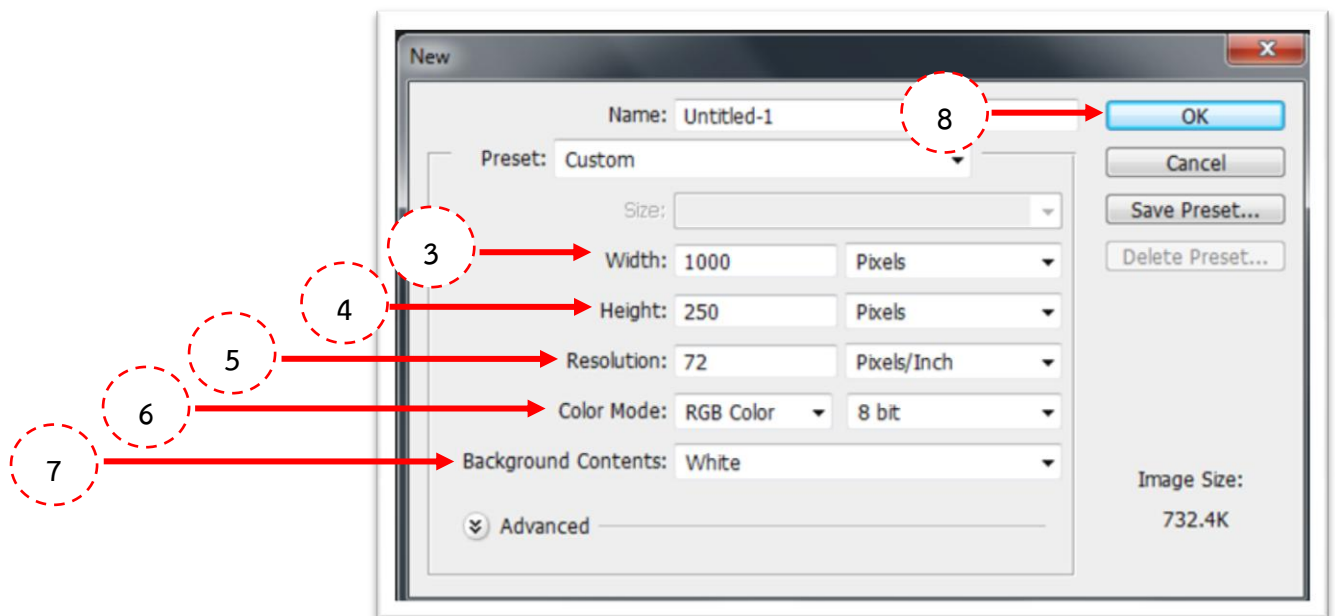 New
Name: Untitled-1
8
OK
Preset: Custom
Cancel
Size:
Save Preset...
3
Width: 1000 Pixels
Delete Preset...
4
Height: 250 Pixels
5
Resolution: 72 Pixels/Inch
6
Color Mode: RGB Color 8 bit
7
Background Contents: White
Image Size:
732.4K
Advanced